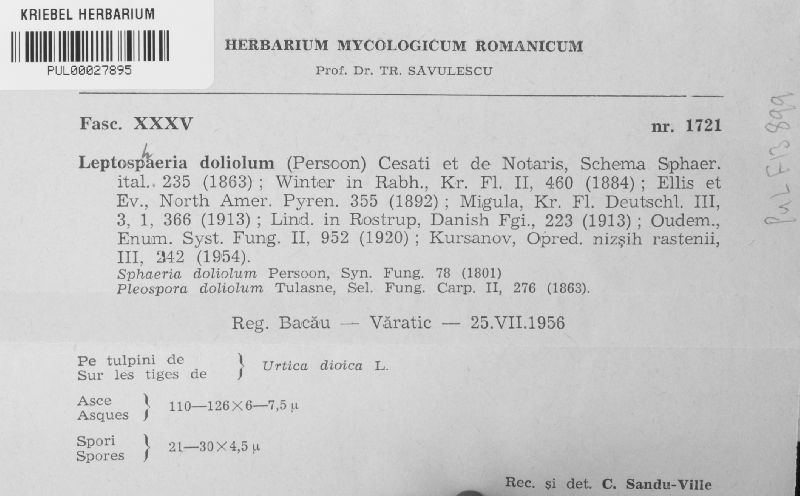 KRIEBEL HERBARIUM
PUL00027895
HERBARIUM MYCOLOGICUM ROMANICUM
Prof. Dr. TR. SĂVULESCU
Fasc. XXXV
nr. 1721
Leptosphaeria doliolum (Persoon) Cesati et de Notaris, Schema Sphaer.
ital. 235 (1863) ; Winter in Rabh., Kr. Fl. II, 460 (1884) ; Ellis et
Ev., North Amer. Pyren. 355 (1892) ; Migula, Kr. Fl. Deutschl. III,
3, 1, 366 (1913) ; Lind. in Rostrup, Danish Fgi., 223 (1913) ; Oudem.,
Enum. Syst. Fung. II, 952 (1920) ; Kursanov, Opred. nizșih rastenii,
III, 242 (1954).
Sphaeria doliolum Persoon, Syn. Fung. 78 (1801)
Pleospora doliolum Tulasne, Sel. Fung. Carp. II, 276 (1863).
Reg. Bacău — Văratic — 25.VII.1956
Pe tulpini de
Sur les tiges de } Urtica dioica L.
Asce
Asques } 110—126×6—7,5 μ
Spori
Spores } 21—30×4,5 μ
Rec. și det. C. Sandu-Ville
PUL F13899